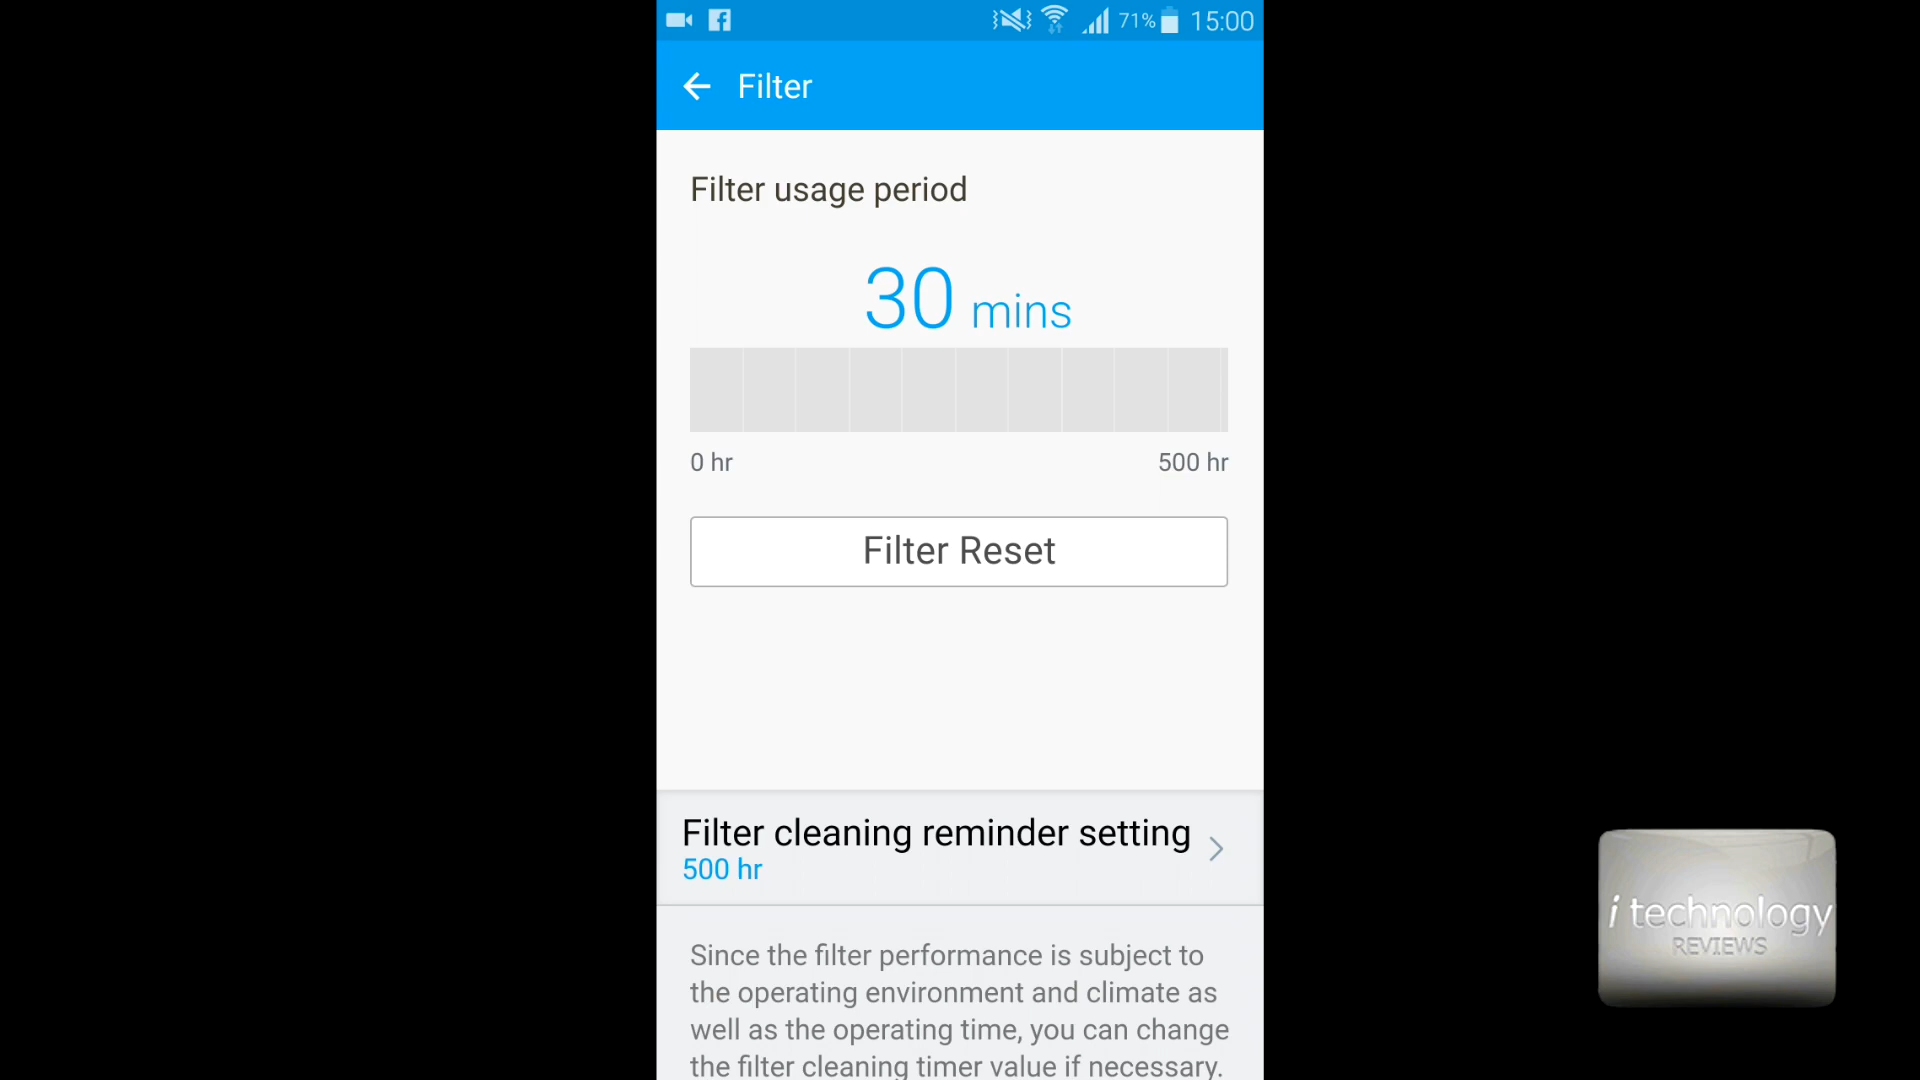 71% 15:00
Filter
Filter usage period
30 mins
0 hr 500 hr
Filter Reset
Filter cleaning reminder setting
500 hr
Since the filter performance is subject to
the operating environment and climate as
well as the operating time, you can change
the filter cleaning timer value if necessary.
i technology
REVIEWS